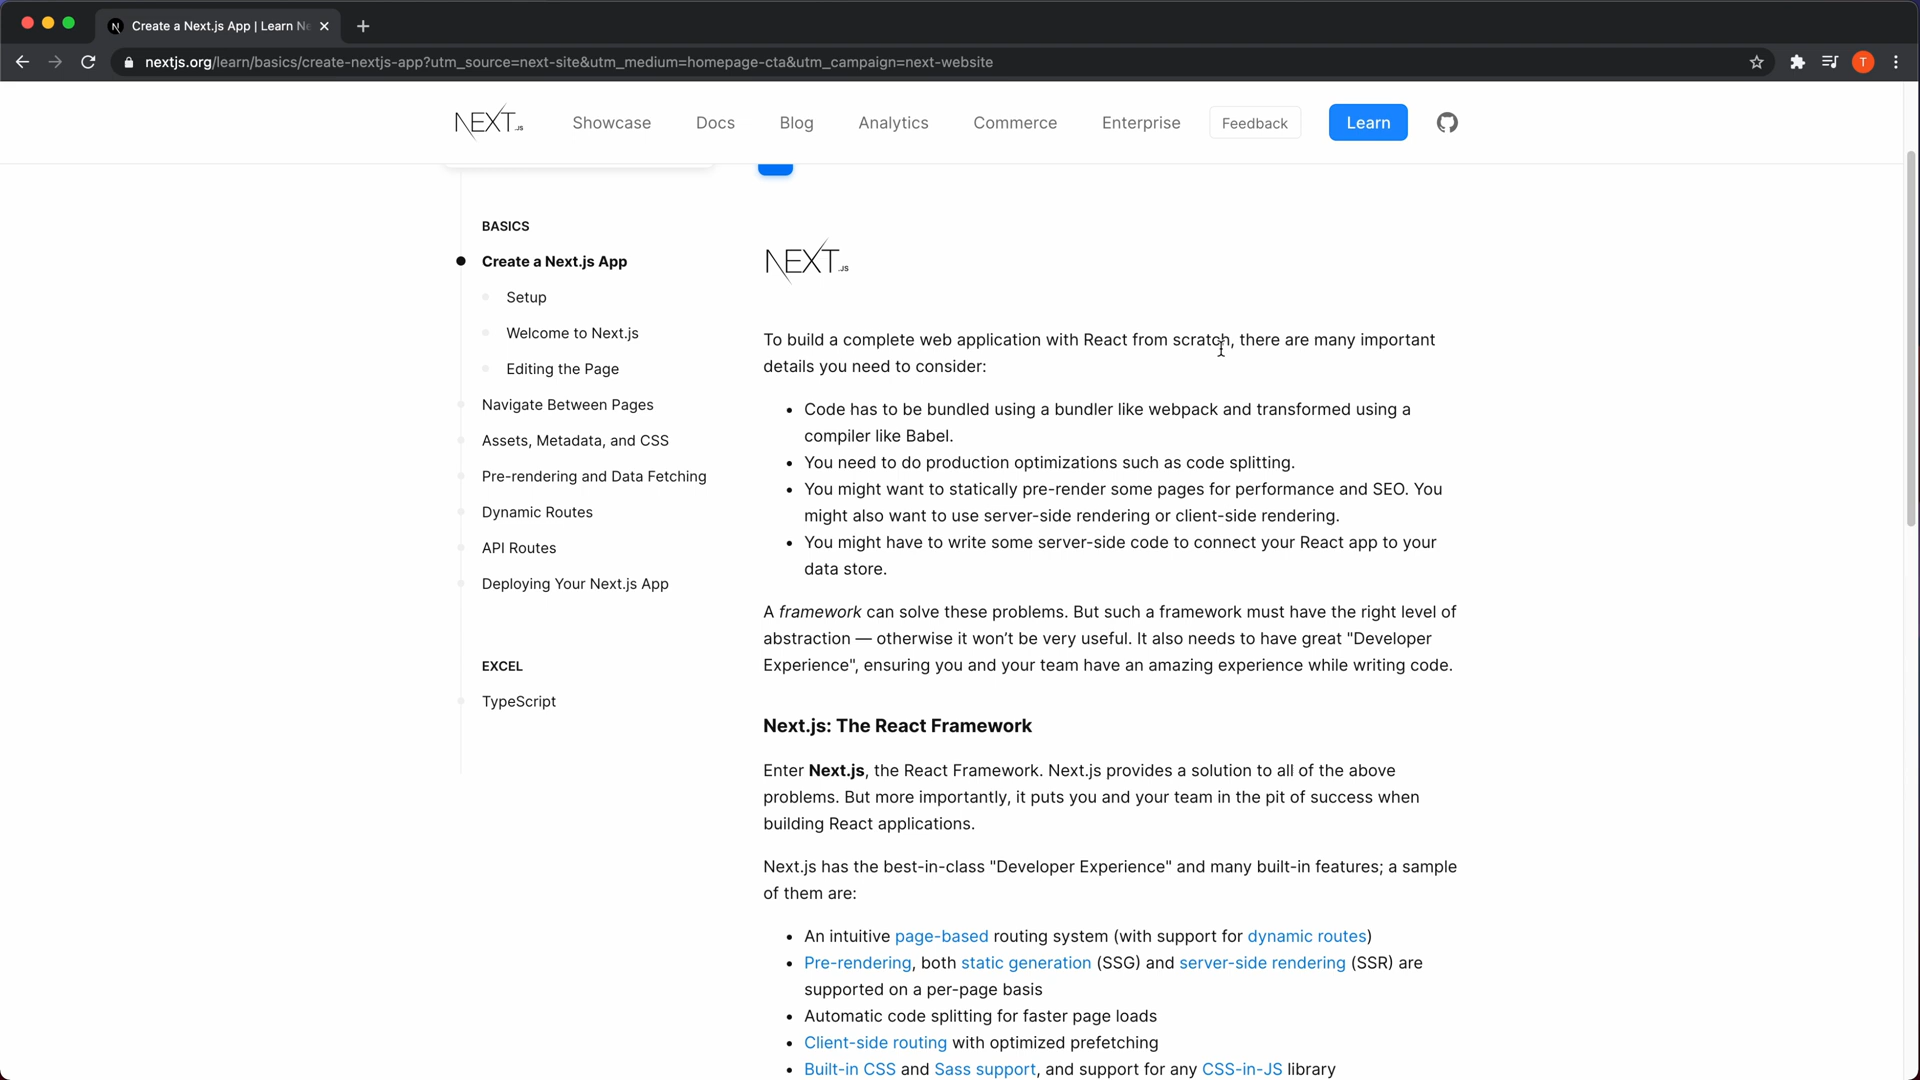 Create a Next.js App | Learn Ne
nextjs.org/learn/basics/create-nextjs-app?utm_source=next-site&utm_medium=homepage-cta&utm_campaign=next-website
T
NEXT.JS
Showcase
Docs
Blog
Analytics
Commerce
Enterprise
Feedback
Learn
BASICS
Create a Next.js App
Setup
Welcome to Next.js
Editing the Page
Navigate Between Pages
Assets, Metadata, and CSS
Pre-rendering and Data Fetching
Dynamic Routes
API Routes
Deploying Your Next.js App
EXCEL
TypeScript
NEXT.JS
To build a complete web application with React from scratch, there are many important
details you need to consider:
• Code has to be bundled using a bundler like webpack and transformed using a
compiler like Babel.
• You need to do production optimizations such as code splitting.
• You might want to statically pre-render some pages for performance and SEO. You
might also want to use server-side rendering or client-side rendering.
• You might have to write some server-side code to connect your React app to your
data store.
A framework can solve these problems. But such a framework must have the right level of
abstraction — otherwise it won’t be very useful. It also needs to have great "Developer
Experience", ensuring you and your team have an amazing experience while writing code.
Next.js: The React Framework
Enter Next.js, the React Framework. Next.js provides a solution to all of the above
problems. But more importantly, it puts you and your team in the pit of success when
building React applications.
Next.js has the best-in-class "Developer Experience" and many built-in features; a sample
of them are:
• An intuitive page-based routing system (with support for dynamic routes)
• Pre-rendering, both static generation (SSG) and server-side rendering (SSR) are
supported on a per-page basis
• Automatic code splitting for faster page loads
• Client-side routing with optimized prefetching
• Built-in CSS and Sass support, and support for any CSS-in-JS library